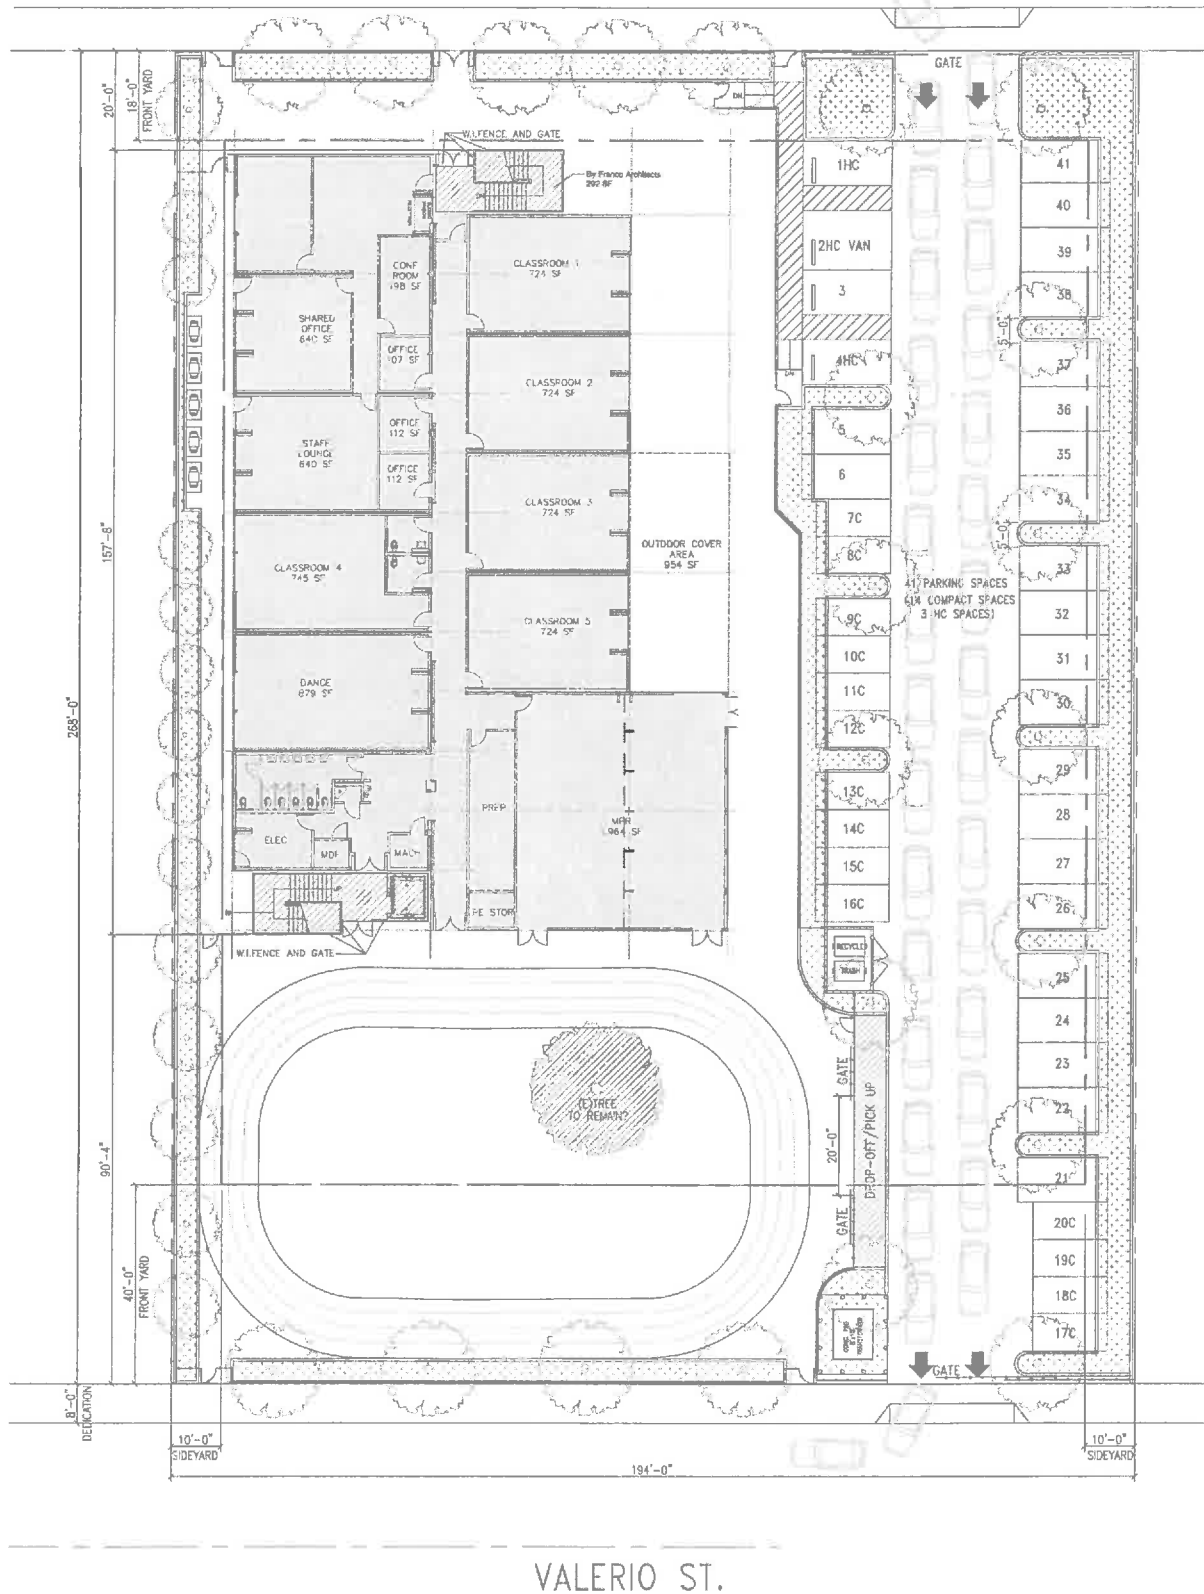 GATE
20'-0"
18'-0"
FRONT YARD
DN
W.I.FENCE AND GATE
By Franco Architects
292 SF
1HC
2HC VAN
3
4HC
DN
5
6
7C
8C
9C
10C
11C
12C
13C
14C
15C
16C
41
40
39
38
5'-0"
37
36
35
34
5'-0"
33
32
31
30
29
28
27
26
25
24
23
22
21
20C
19C
18C
17C
CONF
ROOM
198 SF
SHARED
OFFICE
640 SF
OFFICE
107 SF
STAFF
LOUNGE
640 SF
OFFICE
112 SF
OFFICE
112 SF
CLASSROOM 4
745 SF
DANCE
879 SF
ELEC
MDF
MACH
CLASSROOM 1
724 SF
CLASSROOM 2
724 SF
CLASSROOM 3
724 SF
CLASSROOM 5
724 SF
OUTDOOR COVER
AREA
954 SF
PREP
PE STOR
MPR
41 PARKING SPACES
(14 COMPACT SPACES
3 HC SPACES)
157'-8"
268'-0"
W.I.FENCE AND GATE
RECYCLE
TRASH
(E)TREE
TO REMAIN?
GATE
20'-0"
GATE
DROP-OFF/PICK UP
90'-4"
40'-0"
FRONT YARD
GATE
8'-0"
DEDICATION
10'-0"
SIDEYARD
10'-0"
SIDEYARD
194'-0"
VALERIO ST.